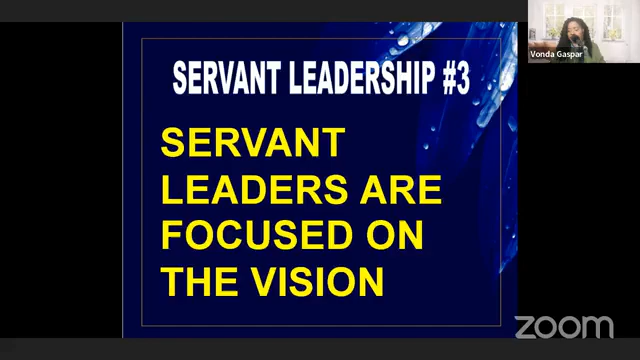 SERVANT LEADERSHIP #3
SERVANT
LEADERS ARE
FOCUSED ON
THE VISION
Vonda Gaspar
zoom